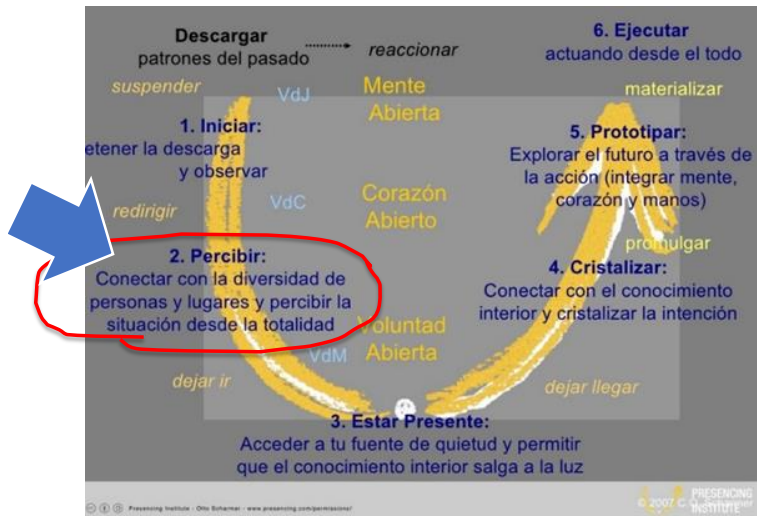 Descargar
patrones del pasado
reaccionar
6. Ejecutar
actuando desde el todo
suspender
VdJ
Mente
Abierta
materializar
1. Iniciar:
etener la descarga
y observar
5. Prototipar:
Explorar el futuro a través de
la acción (integrar mente,
corazón y manos)
redirigir
VdC
Corazón
Abierto
promulgar
2. Percibir:
Conectar con la diversidad de
personas y lugares y percibir la
situación desde la totalidad
4. Cristalizar:
Conectar con el conocimiento
interior y cristalizar la intención
VdM
Voluntad
Abierta
dejar ir
dejar llegar
3. Estar Presente:
Acceder a tu fuente de quietud y permitir
que el conocimiento interior salga a la luz
Presencing Institute - Otto Scharmer - www.presencing.com/permissions/
PRESENCING
INSTITUTE
© 2007 C.O. Scharmer